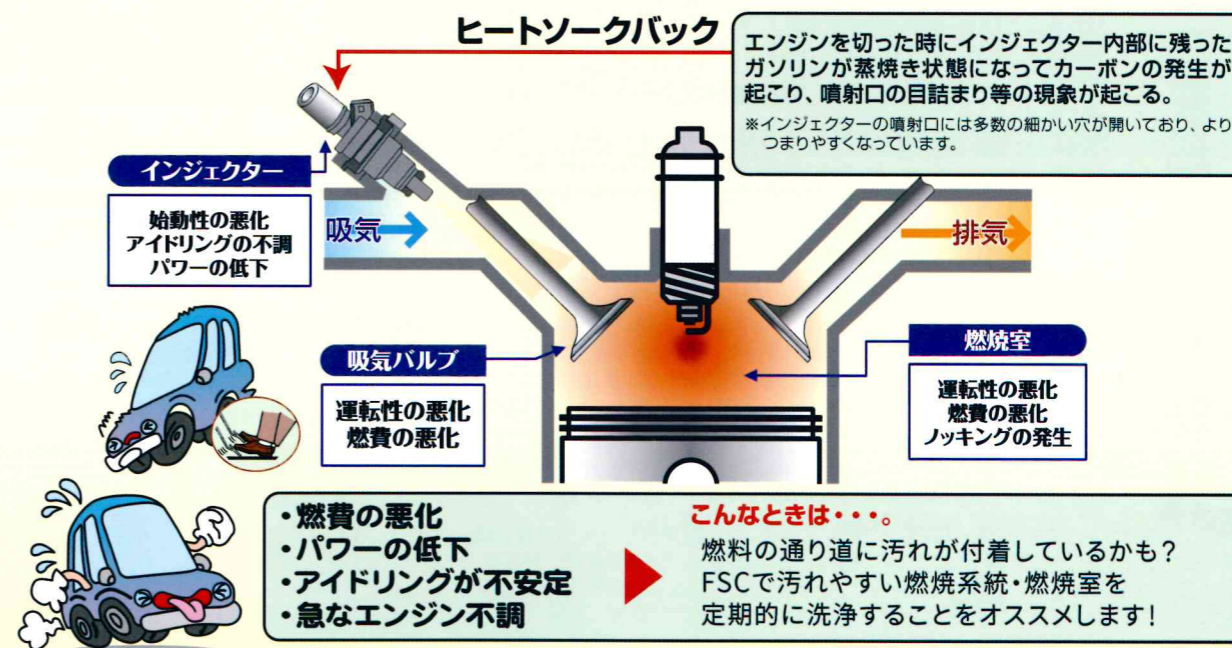 ヒートソークバック
エンジンを切った時にインジェクター内部に残った
ガソリンが蒸焼き状態になってカーボンの発生が
起こり、噴射口の目詰まり等の現象が起こる。
※インジェクターの噴射口には多数の細かい穴が開いており、より
つまりやすくなっています。
インジェクター
始動性の悪化
アイドリングの不調
パワーの低下
吸気
排気
吸気バルブ
運転性の悪化
燃費の悪化
燃焼室
運転性の悪化
燃費の悪化
ノッキングの発生
・燃費の悪化
・パワーの低下
・アイドリングが不安定
・急なエンジン不調
こんなときは・・・。
燃料の通り道に汚れが付着しているかも？
FSCで汚れやすい燃焼系統・燃焼室を
定期的に洗浄することをオススメします！